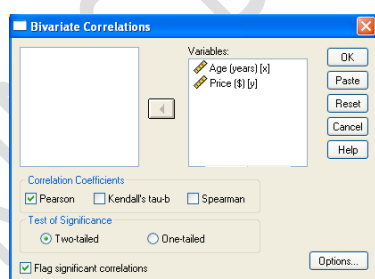 Bivariate Correlations
Variables:
Age (years) [x]
Price ($) [y]
OK
Paste
Reset
Cancel
Help
Correlation Coefficients
Pearson Kendall's tau-b Spearman
Test of Significance
Two-tailed One-tailed
Flag significant correlations
Options...